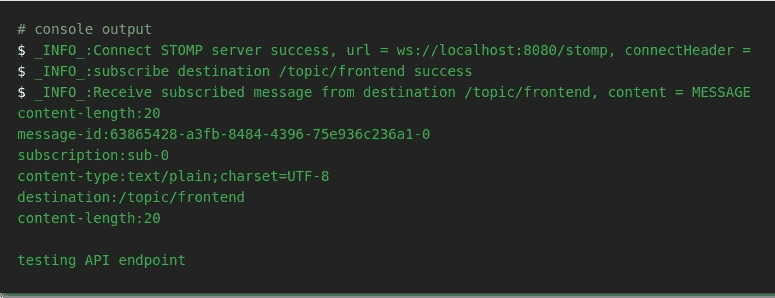 # console output
$ _INFO_:Connect STOMP server success, url = ws://localhost:8080/stomp, connectHeader =
$ _INFO_:subscribe destination /topic/frontend success
$ _INFO_:Receive subscribed message from destination /topic/frontend, content = MESSAGE
content-length:20
message-id:63865428-a3fb-8484-4396-75e936c236a1-0
subscription:sub-0
content-type:text/plain;charset=UTF-8
destination:/topic/frontend
content-length:20
testing API endpoint